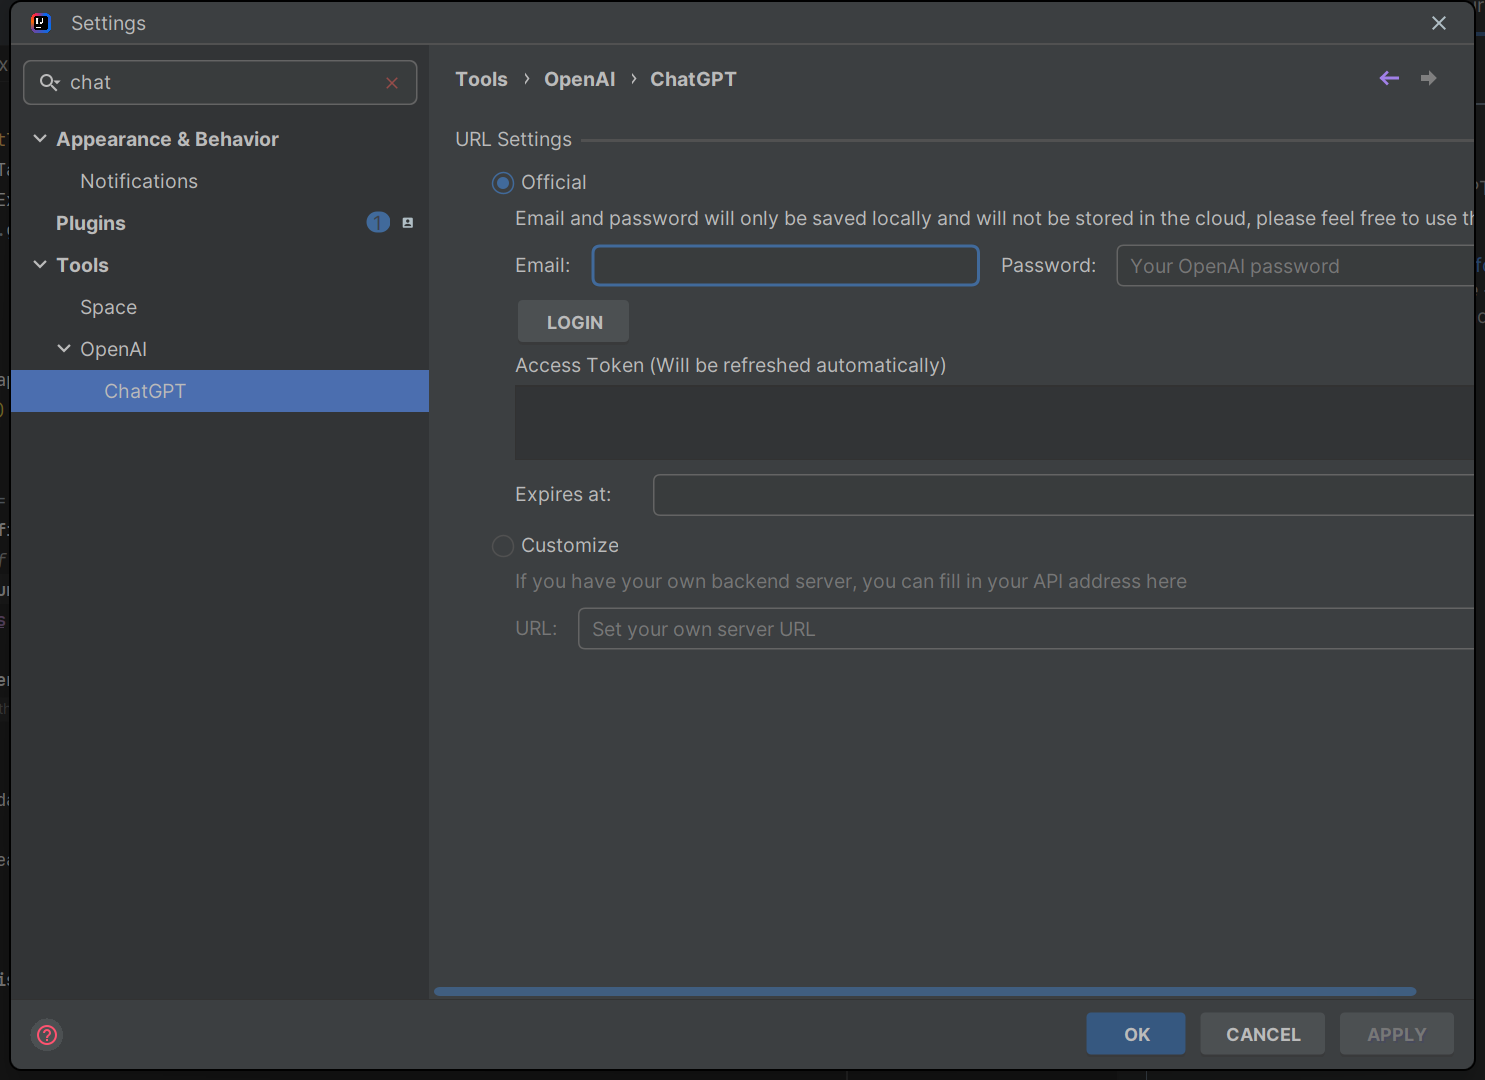 Settings
chat
Appearance & Behavior
Notifications
Plugins 1
Tools
Space
OpenAI
ChatGPT
Tools › OpenAI › ChatGPT
URL Settings
Official
Email and password will only be saved locally and will not be stored in the cloud, please feel free to use
Email: Password: Your OpenAI password
LOGIN
Access Token (Will be refreshed automatically)
Expires at:
Customize
If you have your own backend server, you can fill in your API address here
URL: Set your own server URL
OK CANCEL APPLY